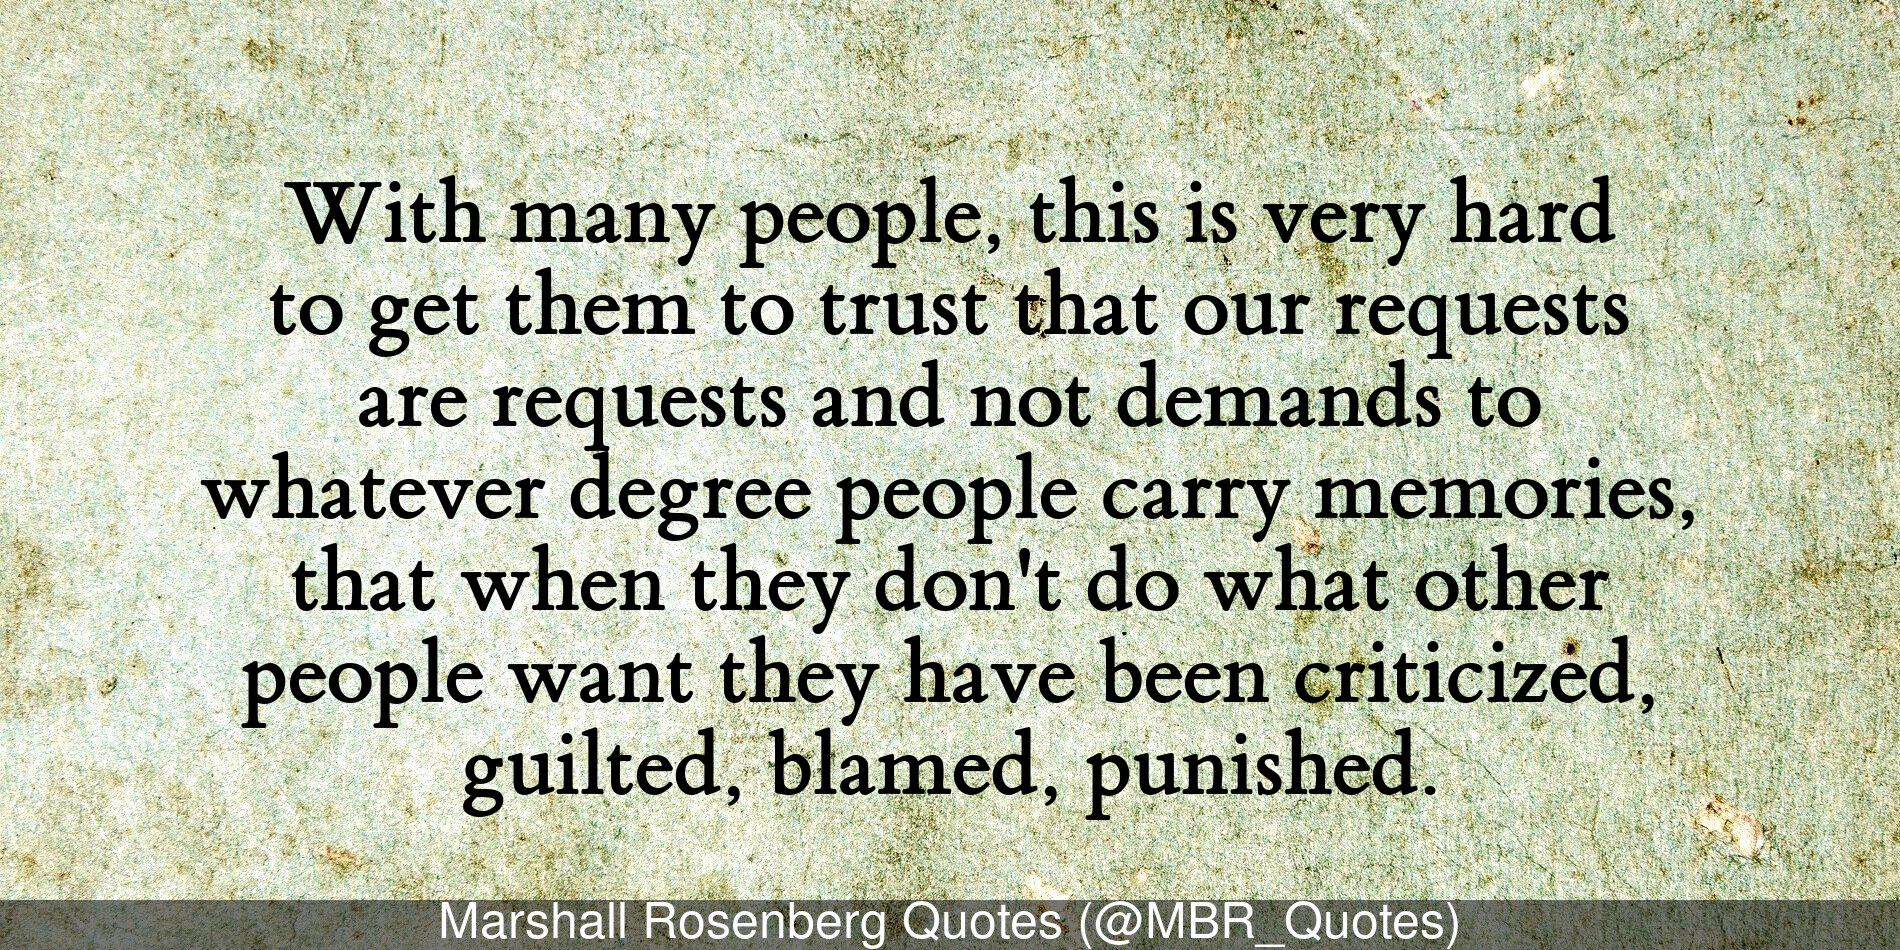 With many people, this is very hard
to get them to trust that our requests
are requests and not demands to
whatever degree people carry memories,
that when they don't do what other
people want they have been criticized,
guilted, blamed, punished.
Marshall Rosenberg Quotes (@MBR_Quotes)